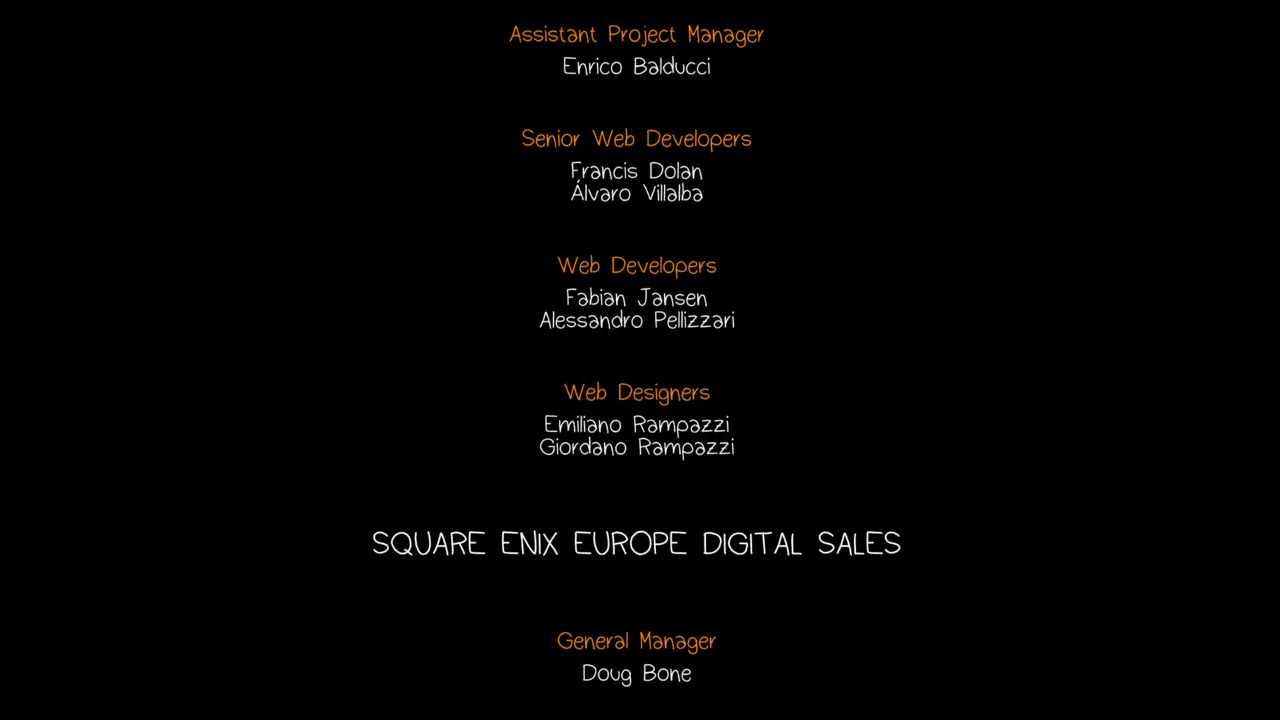 Assistant Project Manager
Enrico Balducci
Senior Web Developers
Francis Dolan
Álvaro Villalba
Web Developers
Fabian Jansen
Alessandro Pellizzari
Web Designers
Emiliano Rampazzi
Giordano Rampazzi
SQUARE ENIX EUROPE DIGITAL SALES
General Manager
Doug Bone